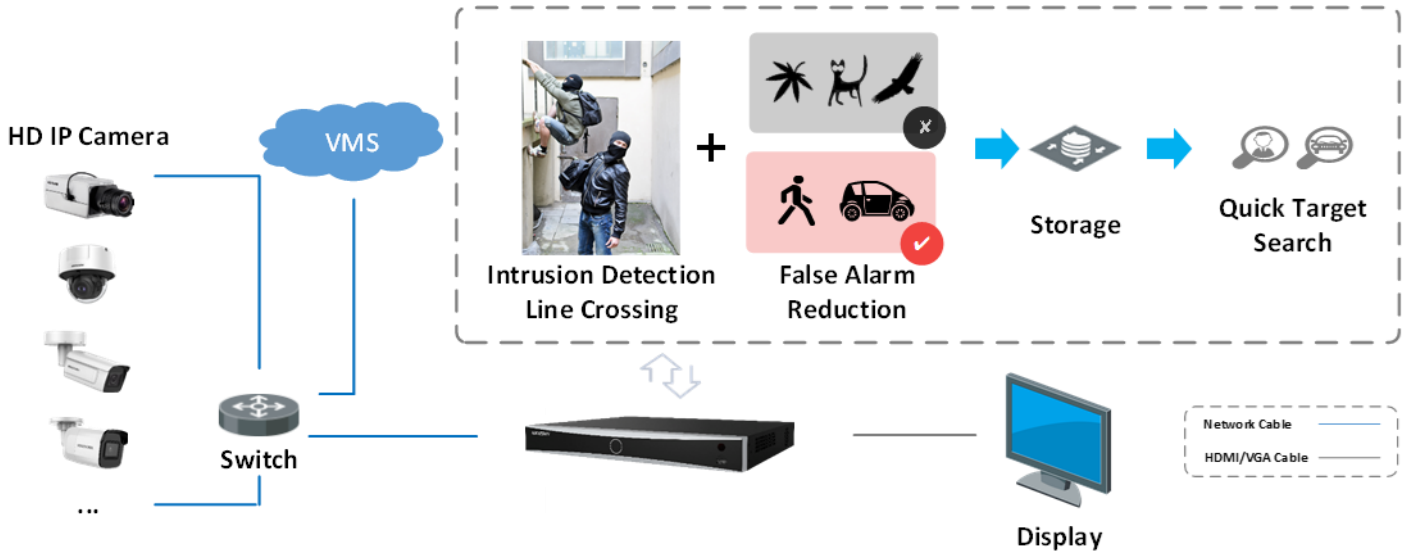 HD IP Camera
VMS
Intrusion Detection
Line Crossing
False Alarm
Reduction
Storage
Quick Target
Search
Switch
...
Display
Network Cable
HDMI/VGA Cable